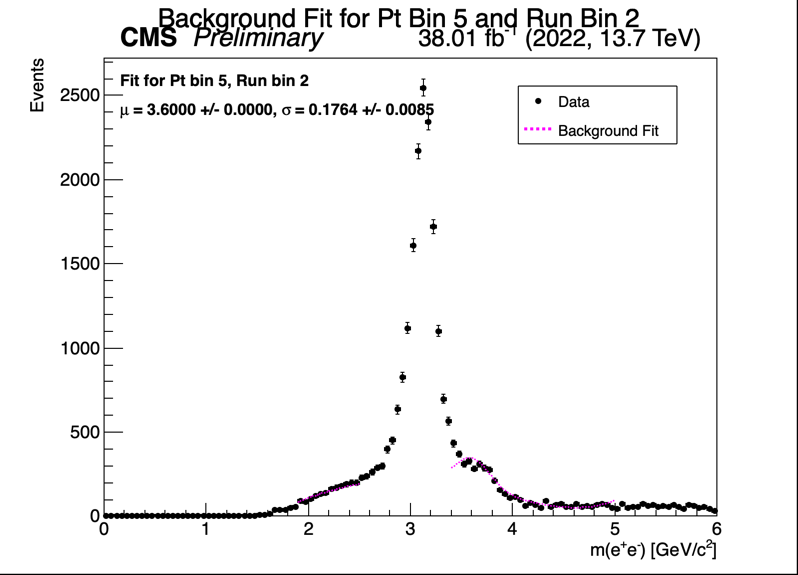 Background Fit for Pt Bin 5 and Run Bin 2
CMS Preliminary 38.01 fb⁻¹ (2022, 13.7 TeV)
Events
Fit for Pt bin 5, Run bin 2
μ = 3.6000 +/- 0.0000, σ = 0.1764 +/- 0.0085
Data
Background Fit
2500
2000
1500
1000
500
0
0 1 2 3 4 5 6
m(e⁺e⁻) [GeV/c²]